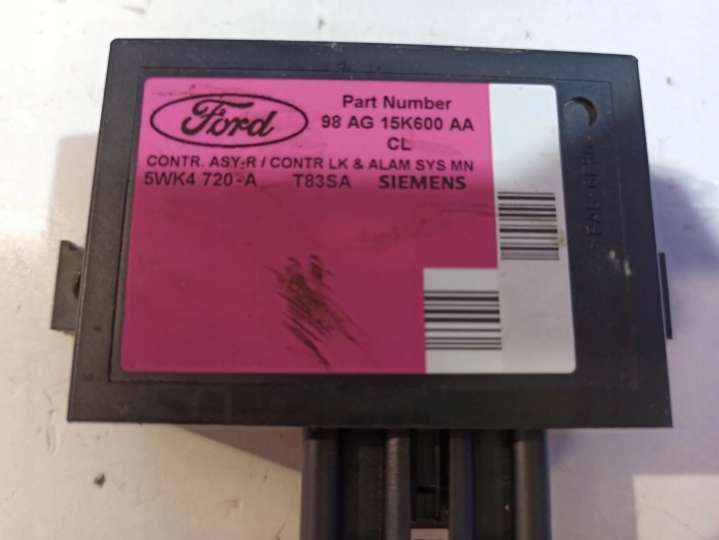 Ford
Part Number
98 AG 15K600 AA
CL
CONTR. ASY-R / CONTR LK & ALAM SYS MN
5WK4 720-A T83SA SIEMENS